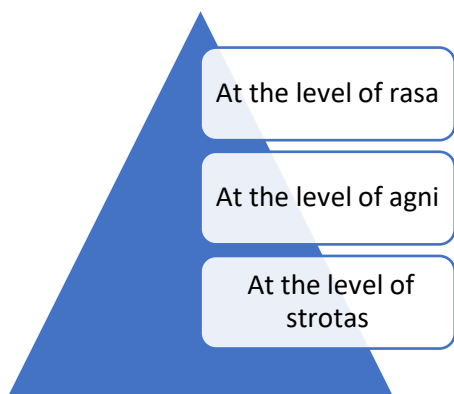 At the level of rasa
At the level of agni
At the level of
strotas